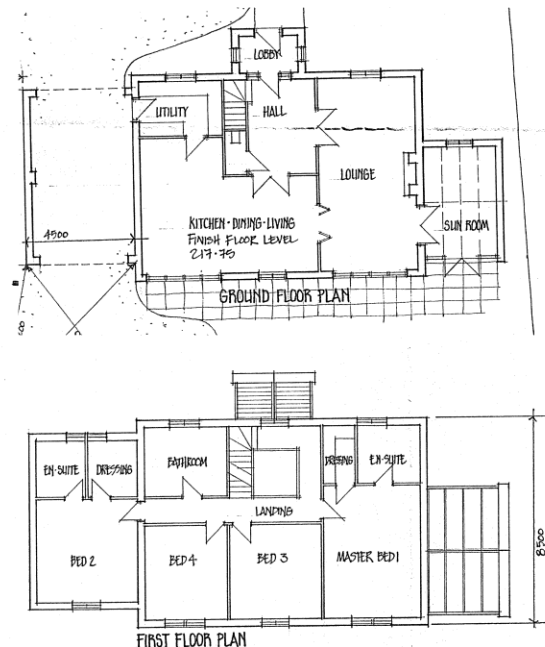 LOBBY
UTILITY
HALL
LOUNGE
KITCHEN·DINING·LIVING
FINISH FLOOR LEVEL
217·75
SUN ROOM
4500
GROUND FLOOR PLAN
EN·SUITE
DRESSING
BATHROOM
DRESSING
EN·SUITE
LANDING
BED 2
BED 4
BED 3
MASTER BED 1
8500
FIRST FLOOR PLAN